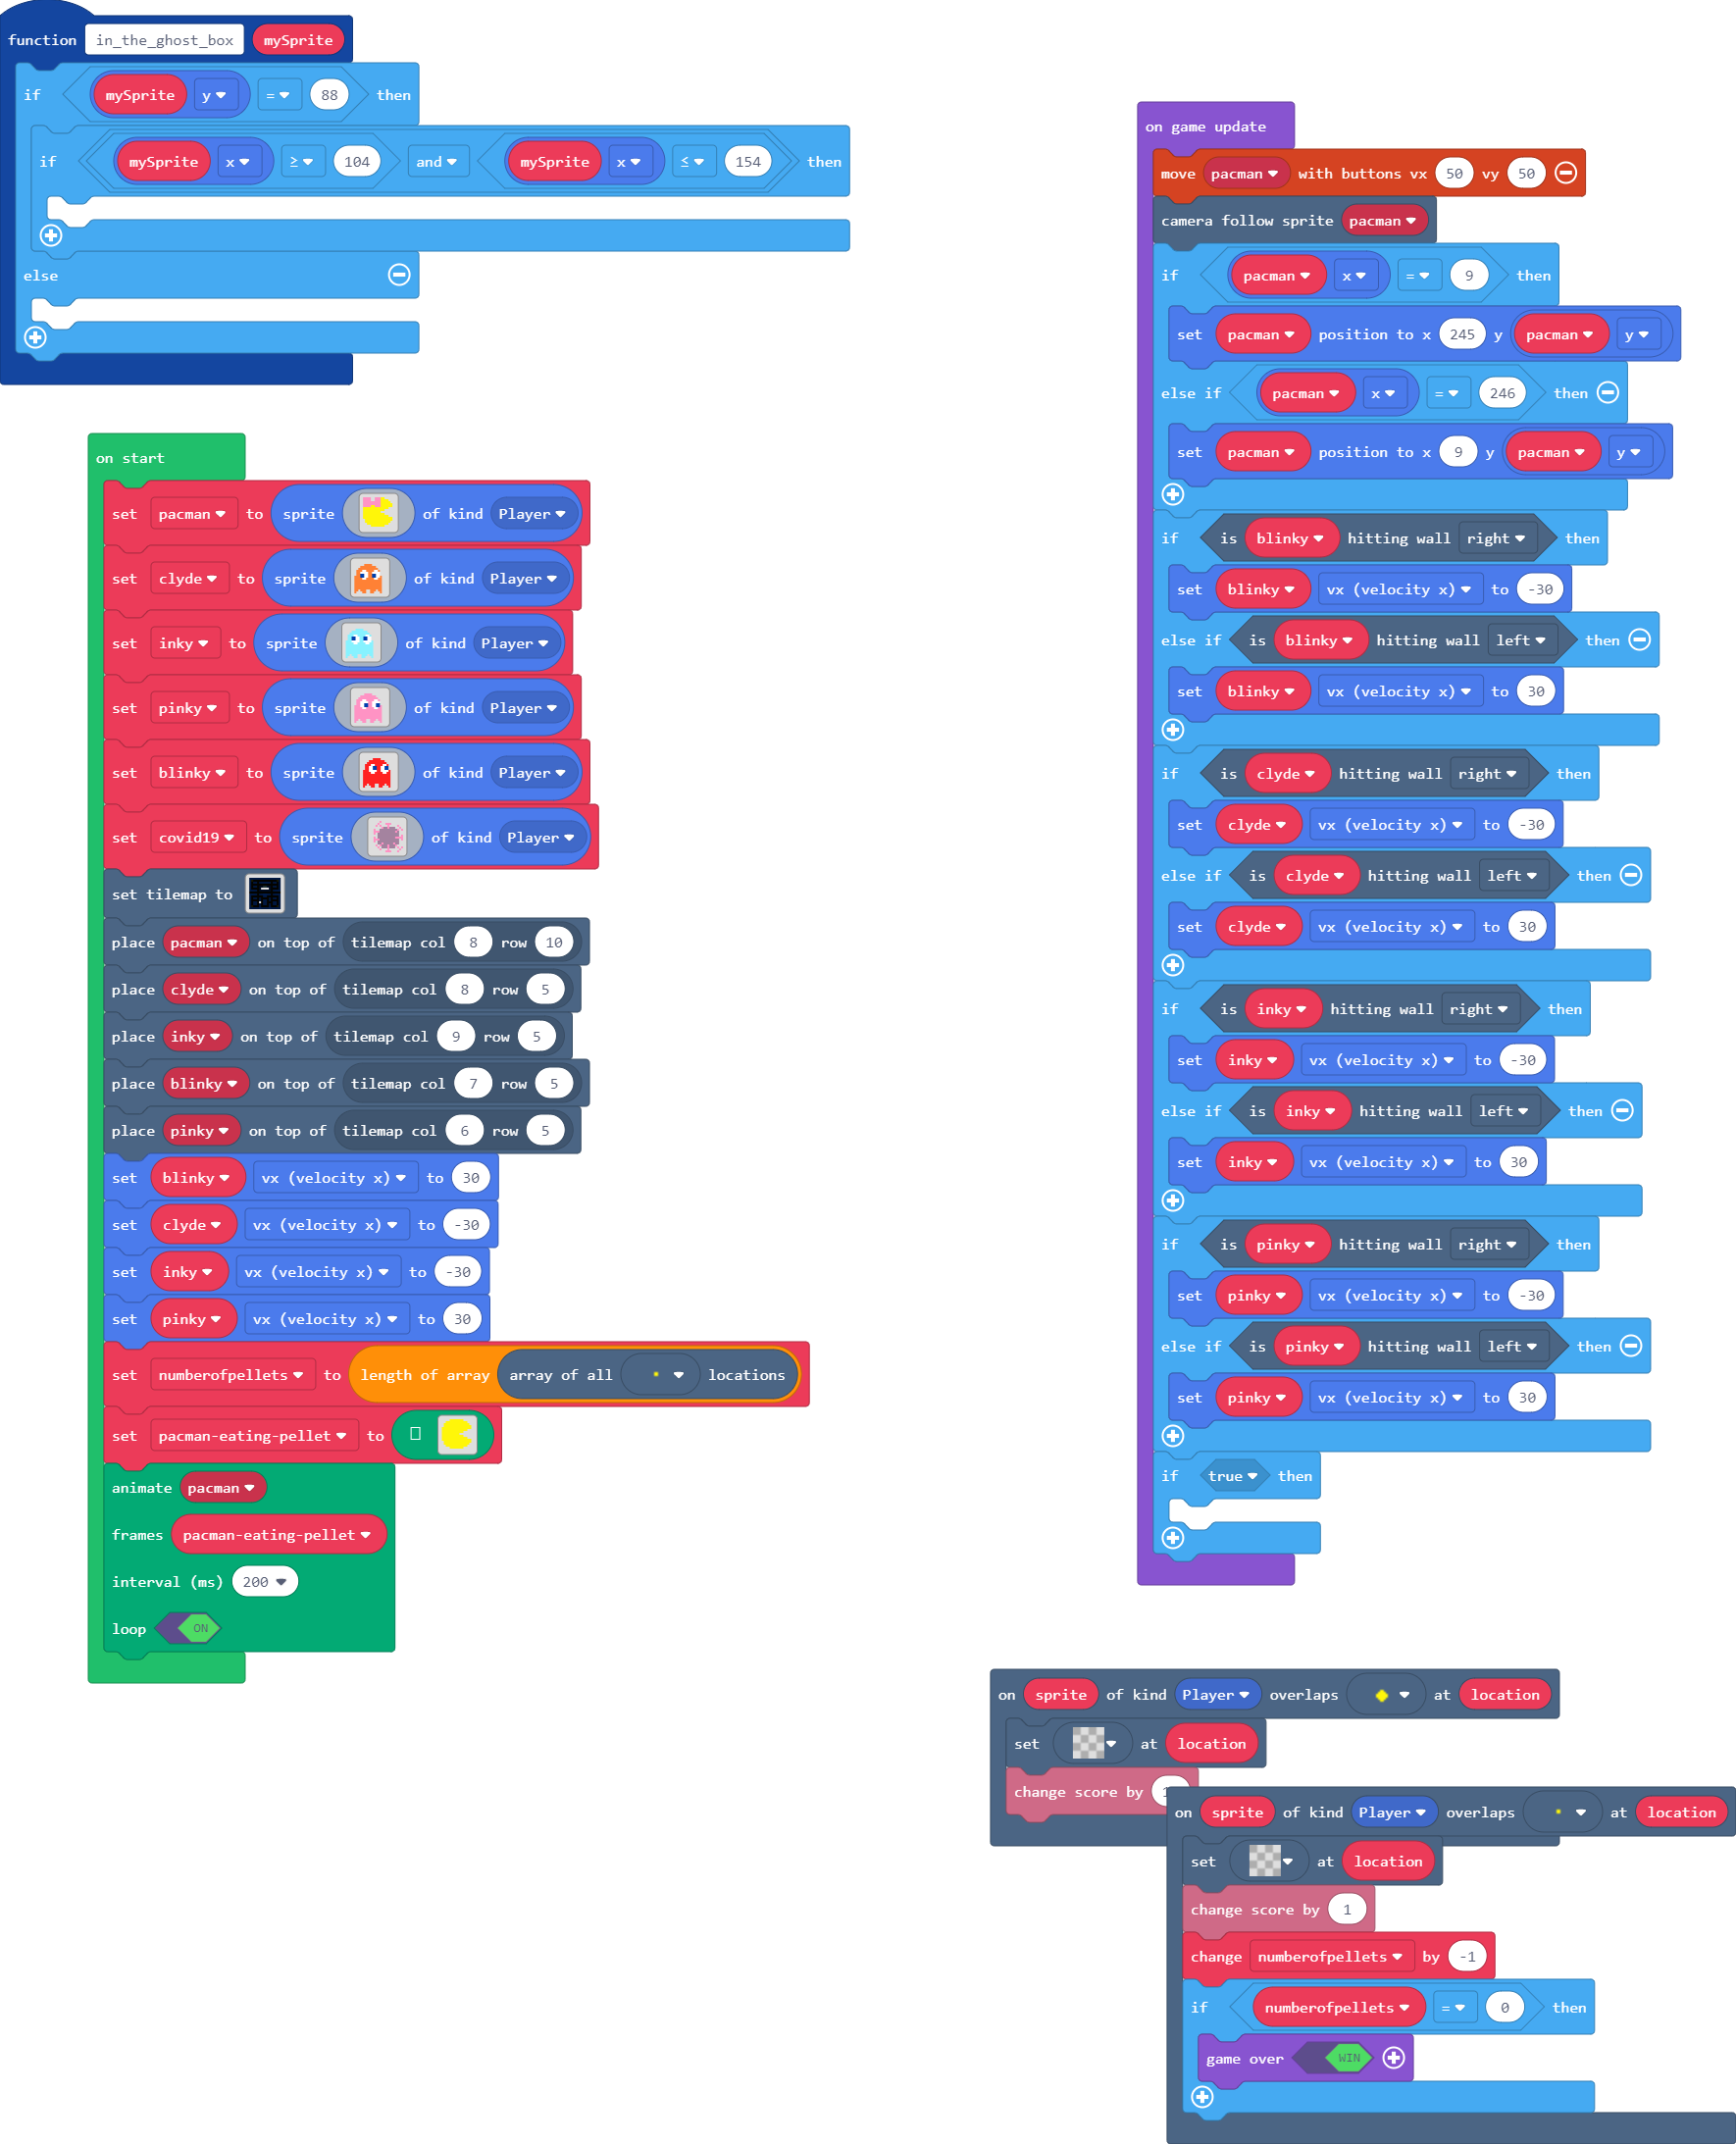 function in_the_ghost_box mySprite
if mySprite y = 88 then
if mySprite x ≥ 104 and mySprite x ≤ 154 then
else
on start
set pacman to sprite of kind Player
set clyde to sprite of kind Player
set inky to sprite of kind Player
set pinky to sprite of kind Player
set blinky to sprite of kind Player
set covid19 to sprite of kind Player
set tilemap to
place pacman on top of tilemap col 8 row 10
place clyde on top of tilemap col 8 row 5
place inky on top of tilemap col 9 row 5
place blinky on top of tilemap col 7 row 5
place pinky on top of tilemap col 6 row 5
set blinky vx (velocity x) to 30
set clyde vx (velocity x) to -30
set inky vx (velocity x) to -30
set pinky vx (velocity x) to 30
set numberofpellets to length of array array of all locations
set pacman-eating-pellet to
animate pacman
frames pacman-eating-pellet
interval (ms) 200
loop ON
on game update
move pacman with buttons vx 50 vy 50
camera follow sprite pacman
if pacman x = 9 then
set pacman position to x 245 y pacman y
else if pacman x = 246 then
set pacman position to x 9 y pacman y
if is blinky hitting wall right then
set blinky vx (velocity x) to -30
else if is blinky hitting wall left then
set blinky vx (velocity x) to 30
if is clyde hitting wall right then
set clyde vx (velocity x) to -30
else if is clyde hitting wall left then
set clyde vx (velocity x) to 30
if is inky hitting wall right then
set inky vx (velocity x) to -30
else if is inky hitting wall left then
set inky vx (velocity x) to 30
if is pinky hitting wall right then
set pinky vx (velocity x) to -30
else if is pinky hitting wall left then
set pinky vx (velocity x) to 30
if true then
on sprite of kind Player overlaps at location
set at location
change score by
on sprite of kind Player overlaps at location
set at location
change score by 1
change numberofpellets by -1
if numberofpellets = 0 then
game over WIN